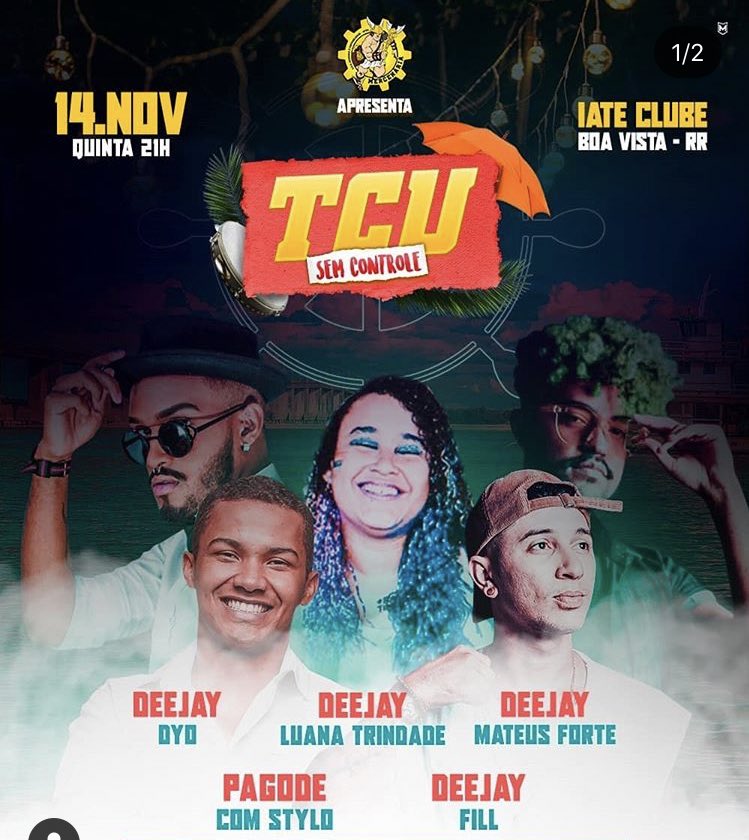 1/2
MERCENÁRIA
APRESENTA
14.NOV
QUINTA 21H
IATE CLUBE
BOA VISTA - RR
TCU
SEM CONTROLE
DEEJAY
DYO
DEEJAY
LUANA TRINDADE
DEEJAY
MATEUS FORTE
PAGODE
COM STYLO
DEEJAY
FILL